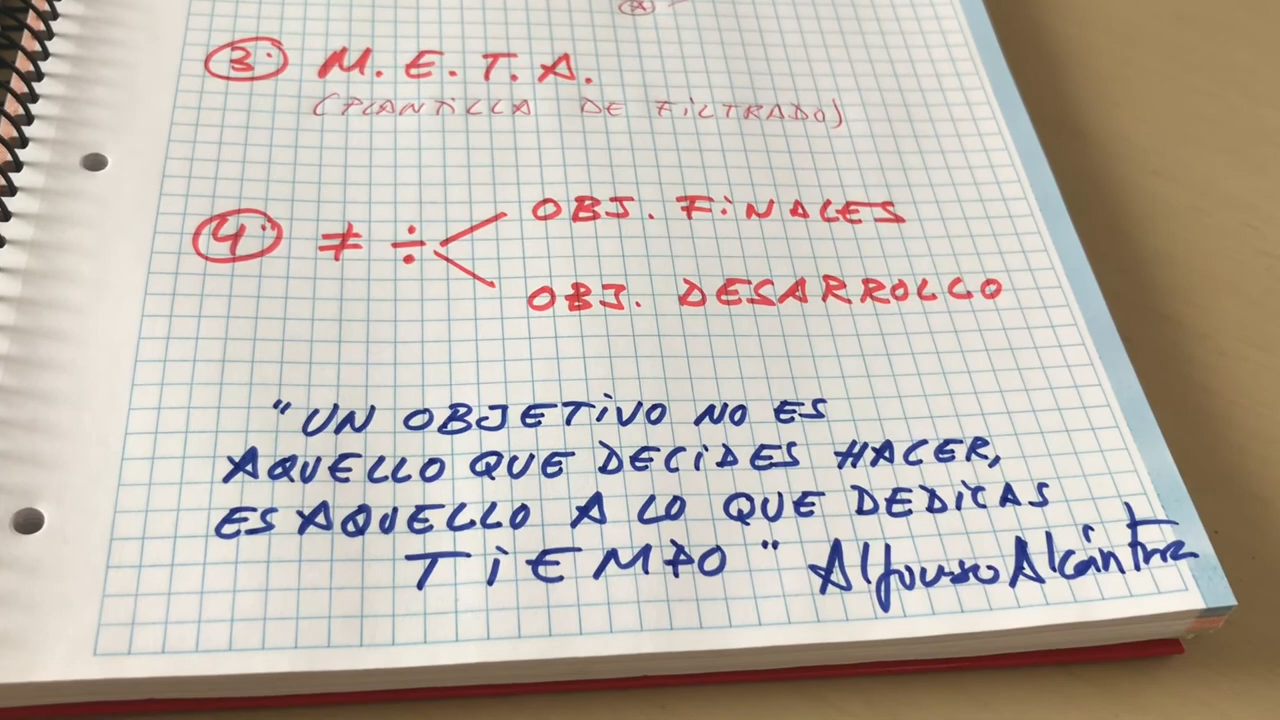 3. M.E.T.A.
(PLANTILLA DE FILTRADO)
4. ≠ ÷ < OBJ. FINALES
OBJ. DESARROLLO
"UN OBJETIVO NO ES
AQUELLO QUE DECIDES HACER,
ES AQUELLO A LO QUE DEDICAS
TIEMPO" Alfonso Alcántara